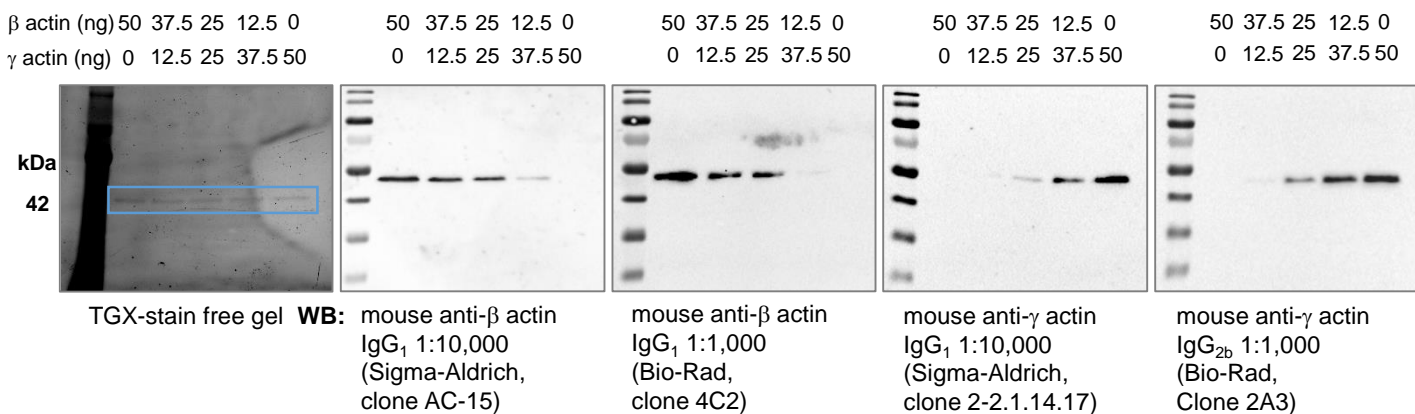 β actin (ng) 50 37.5 25 12.5 0 50 37.5 25 12.5 0 50 37.5 25 12.5 0 50 37.5 25 12.5 0 50 37.5 25 12.5 0
γ actin (ng) 0 12.5 25 37.5 50 0 12.5 25 37.5 50 0 12.5 25 37.5 50 0 12.5 25 37.5 50 0 12.5 25 37.5 50
kDa
42
TGX-stain free gel WB:
mouse anti-β actin
IgG₁ 1:10,000
(Sigma-Aldrich,
clone AC-15)
mouse anti-β actin
IgG₁ 1:1,000
(Bio-Rad,
clone 4C2)
mouse anti-γ actin
IgG₁ 1:10,000
(Sigma-Aldrich,
clone 2-2.1.14.17)
mouse anti-γ actin
IgG₂b 1:1,000
(Bio-Rad,
Clone 2A3)